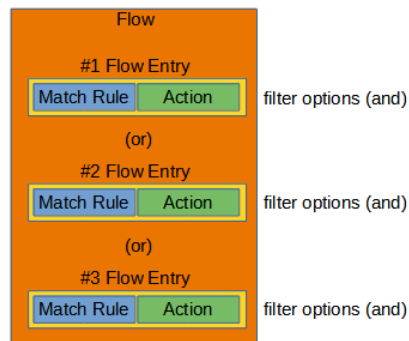 Flow
#1 Flow Entry
Match Rule Action filter options (and)
(or)
#2 Flow Entry
Match Rule Action filter options (and)
(or)
#3 Flow Entry
Match Rule Action filter options (and)